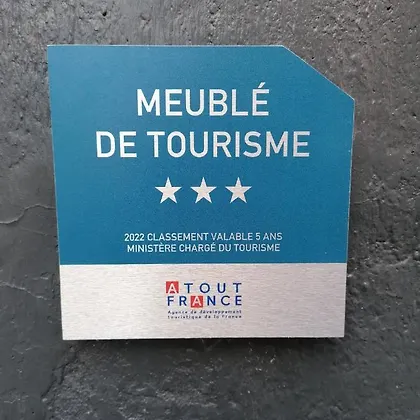 MEUBLÉ
DE TOURISME
★★★
2022 CLASSEMENT VALABLE 5 ANS
MINISTÈRE CHARGÉ DU TOURISME
ATOUT
FRANCE
Agence de développement
touristique de la France